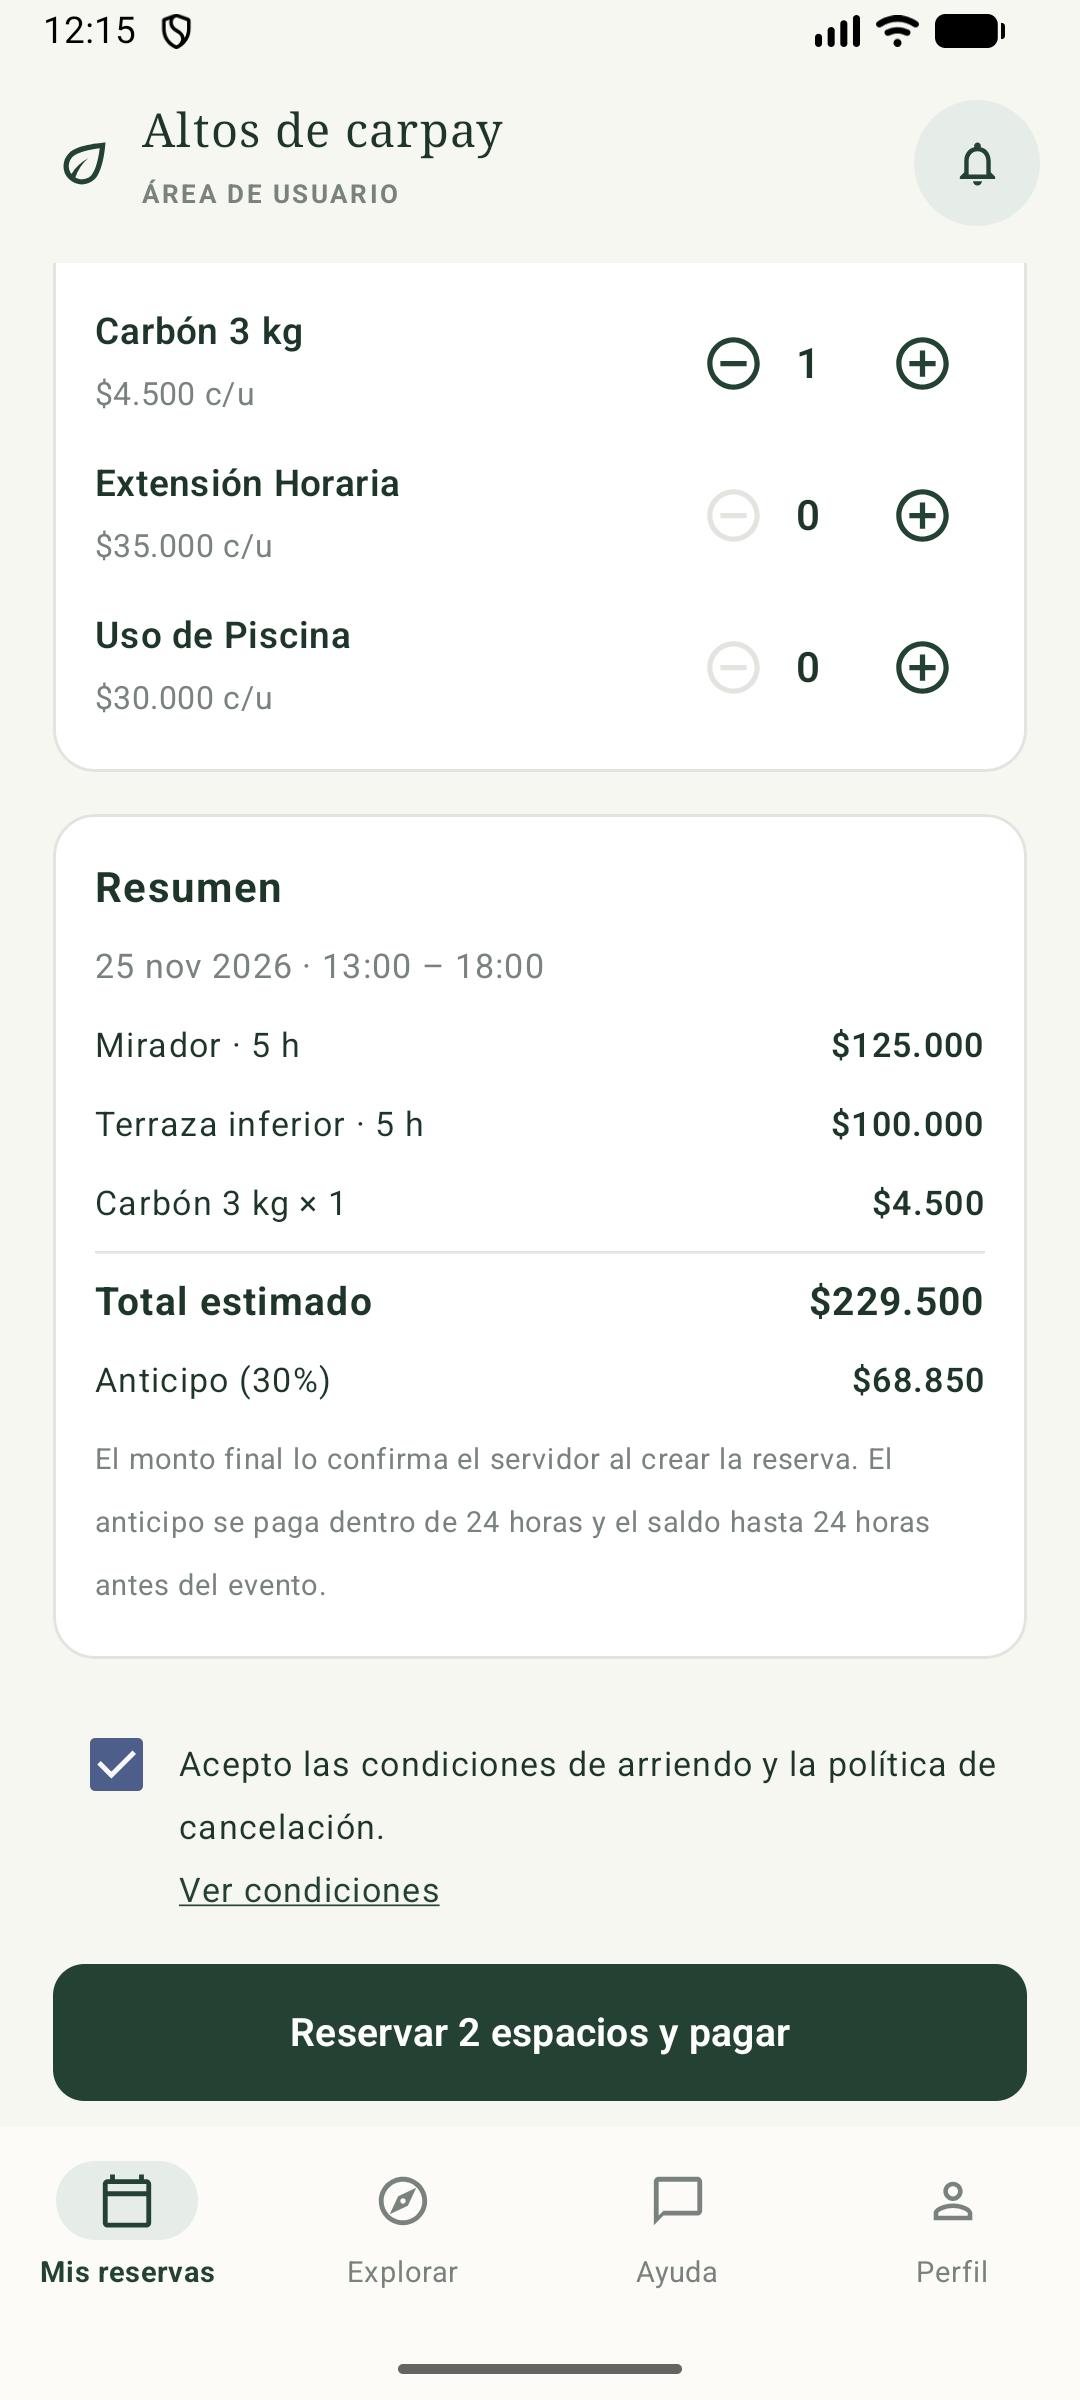 12:15
Altos de carpay
ÁREA DE USUARIO
Carbón 3 kg
$4.500 c/u
1
Extensión Horaria
$35.000 c/u
0
Uso de Piscina
$30.000 c/u
0
Resumen
25 nov 2026 · 13:00 – 18:00
Mirador · 5 h $125.000
Terraza inferior · 5 h $100.000
Carbón 3 kg × 1 $4.500
Total estimado $229.500
Anticipo (30%) $68.850
El monto final lo confirma el servidor al crear la reserva. El
anticipo se paga dentro de 24 horas y el saldo hasta 24 horas
antes del evento.
Acepto las condiciones de arriendo y la política de
cancelación.
Ver condiciones
Reservar 2 espacios y pagar
Mis reservas Explorar Ayuda Perfil